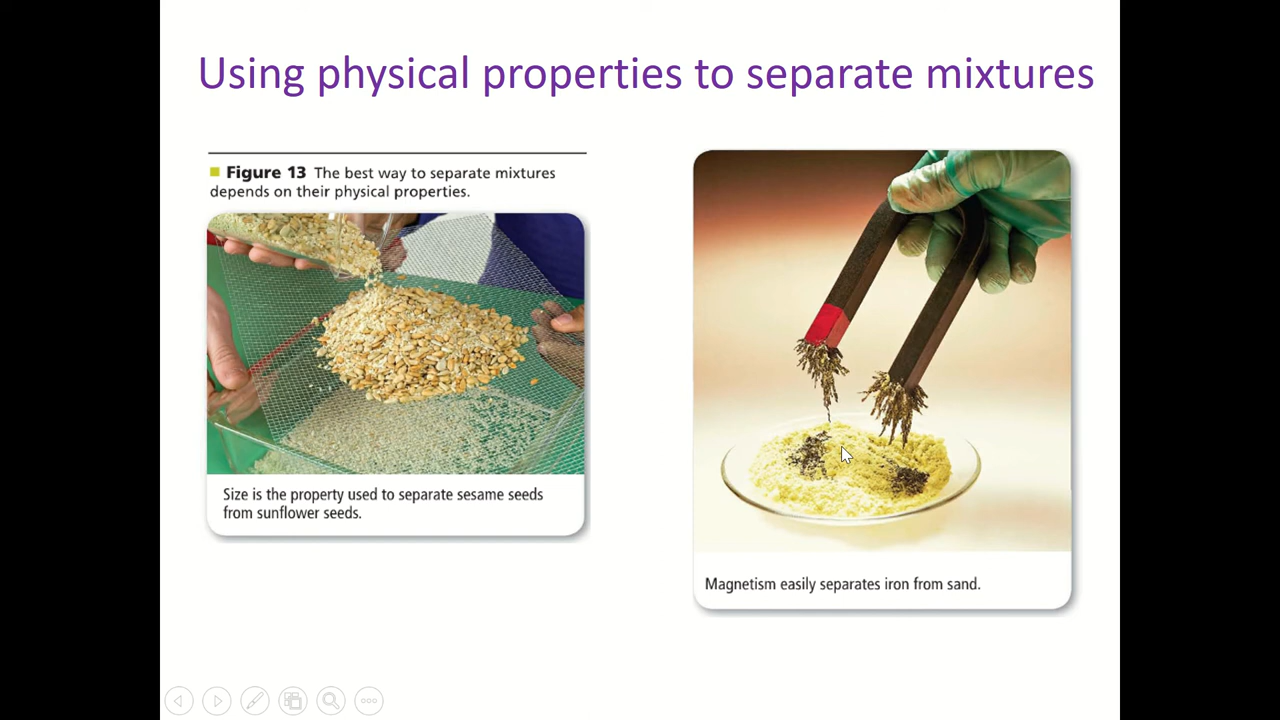 Using physical properties to separate mixtures
Figure 13 The best way to separate mixtures
depends on their physical properties.
Size is the property used to separate sesame seeds
from sunflower seeds.
Magnetism easily separates iron from sand.